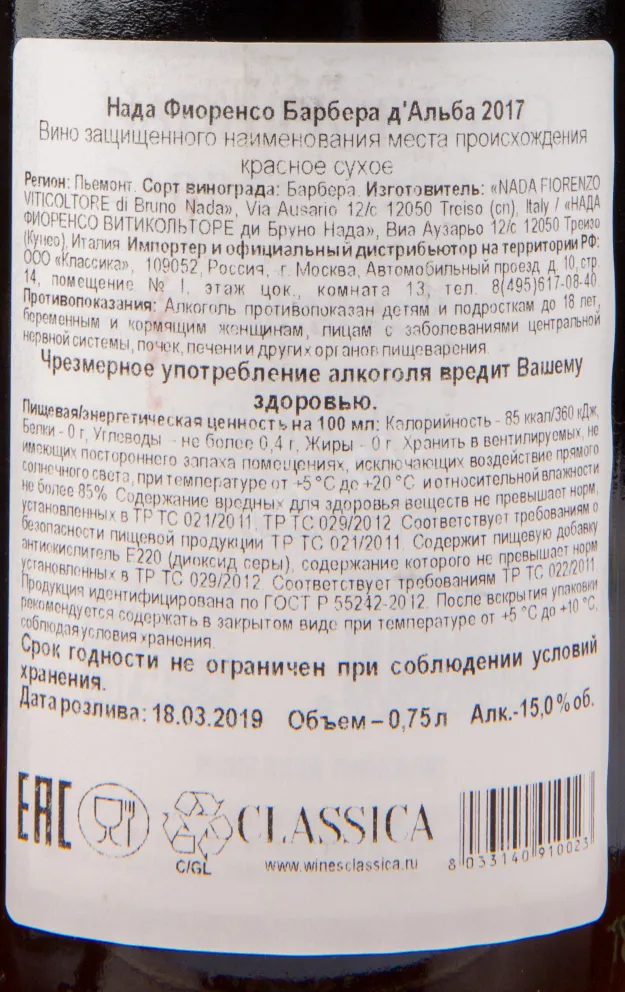 Нада Фиоренсо Барбера д'Альба 2017
Вино защищенного наименования места происхождения
красное сухое
Регион: Пьемонт. Сорт винограда: Барбера. Изготовитель: «NADA FIORENZO
VITICOLTORE di Bruno Nada», Via Ausario 12/c 12050 Treiso (cn), Italy / «НАДА
ФИОРЕНСО ВИТИКОЛЬТОРЕ ди Бруно Нада», Виа Аузарьо 12/c 12050 Треизо
(Кунео), Италия Импортер и официальный дистрибьютор на территории РФ:
ООО «Классика», 109052, Россия, г. Москва, Автомобильный проезд д. 10, стр.
14, помещение № I, этаж цок., комната 13, тел. 8(495)617-08-40.
Противопоказания: Алкоголь противопоказан детям и подросткам до 18 лет,
беременным и кормящим женщинам, лицам с заболеваниями центральной
нервной системы, почек, печени и других органов пищеварения.
Чрезмерное употребление алкоголя вредит Вашему
здоровью.
Пищевая/энергетическая ценность на 100 мл: Калорийность - 85 ккал/360 кДж,
Белки - 0 г, Углеводы - не более 0,4 г, Жиры - 0 г. Хранить в вентилируемых, не
имеющих постороннего запаха помещениях, исключающих воздействие прямого
солнечного света, при температуре от +5 °C до +20 °C и относительной влажности
не более 85%. Содержание вредных для здоровья веществ не превышает норм,
установленных в ТР ТС 021/2011, ТР ТС 029/2012. Соответствует требованиям о
безопасности пищевой продукции ТР ТС 021/2011. Содержит пищевую добавку
антиокислитель Е220 (диоксид серы), содержание которого не превышает норм
установленных в ТР ТС 029/2012. Соответствует требованиям ТР ТС 022/2011.
Продукция идентифицирована по ГОСТ Р 55242-2012. После вскрытия упаковки
рекомендуется содержать в закрытом виде при температуре от +5 °C до +10 °C,
соблюдая условия хранения.
Срок годности не ограничен при соблюдении условий
хранения.
Дата розлива: 18.03.2019 Объем – 0,75л Алк.-15,0% об.
EAC
CLASSICA
C/GL
www.winesclassica.ru
8 033140 910023